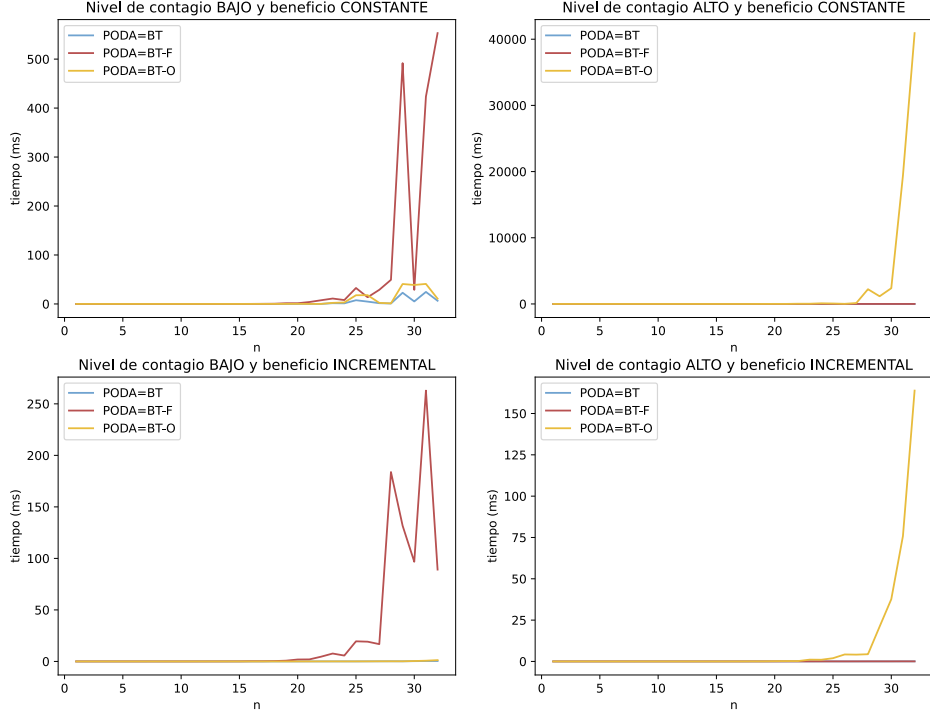 Nivel de contagio BAJO y beneficio CONSTANTE
PODA=BT
PODA=BT-F
PODA=BT-O
tiempo (ms)
500
400
300
200
100
0
0 5 10 15 20 25 30
n
Nivel de contagio ALTO y beneficio CONSTANTE
PODA=BT
PODA=BT-F
PODA=BT-O
tiempo (ms)
40000
30000
20000
10000
0
0 5 10 15 20 25 30
n
Nivel de contagio BAJO y beneficio INCREMENTAL
PODA=BT
PODA=BT-F
PODA=BT-O
tiempo (ms)
250
200
150
100
50
0
0 5 10 15 20 25 30
n
Nivel de contagio ALTO y beneficio INCREMENTAL
PODA=BT
PODA=BT-F
PODA=BT-O
tiempo (ms)
150
125
100
75
50
25
0
0 5 10 15 20 25 30
n